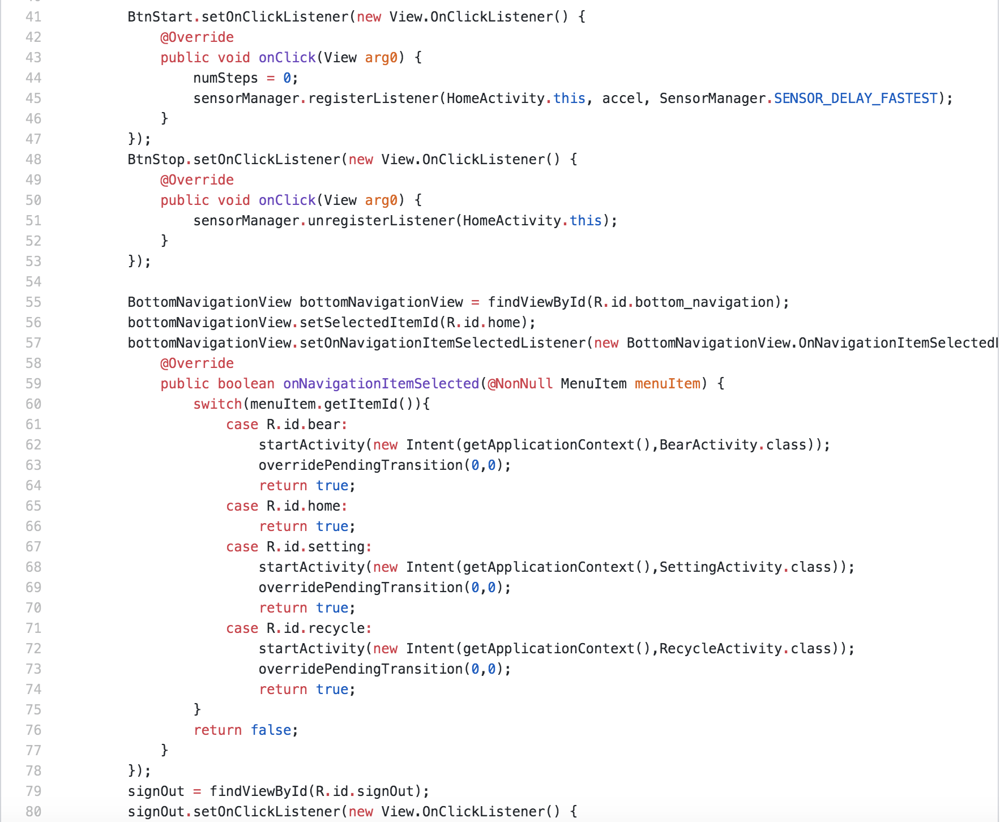 41 BtnStart.setOnClickListener(new View.OnClickListener() {
42 @Override
43 public void onClick(View arg0) {
44 numSteps = 0;
45 sensorManager.registerListener(HomeActivity.this, accel, SensorManager.SENSOR_DELAY_FASTEST);
46 }
47 });
48 BtnStop.setOnClickListener(new View.OnClickListener() {
49 @Override
50 public void onClick(View arg0) {
51 sensorManager.unregisterListener(HomeActivity.this);
52 }
53 });
54
55 BottomNavigationView bottomNavigationView = findViewById(R.id.bottom_navigation);
56 bottomNavigationView.setSelectedItemId(R.id.home);
57 bottomNavigationView.setOnNavigationItemSelectedListener(new BottomNavigationView.OnNavigationItemSelected
58 @Override
59 public boolean onNavigationItemSelected(@NonNull MenuItem menuItem) {
60 switch(menuItem.getItemId()){
61 case R.id.bear:
62 startActivity(new Intent(getApplicationContext(),BearActivity.class));
63 overridePendingTransition(0,0);
64 return true;
65 case R.id.home:
66 return true;
67 case R.id.setting:
68 startActivity(new Intent(getApplicationContext(),SettingActivity.class));
69 overridePendingTransition(0,0);
70 return true;
71 case R.id.recycle:
72 startActivity(new Intent(getApplicationContext(),RecycleActivity.class));
73 overridePendingTransition(0,0);
74 return true;
75 }
76 return false;
77 }
78 });
79 signOut = findViewById(R.id.signOut);
80 signOut.setOnClickListener(new View.OnClickListener() {